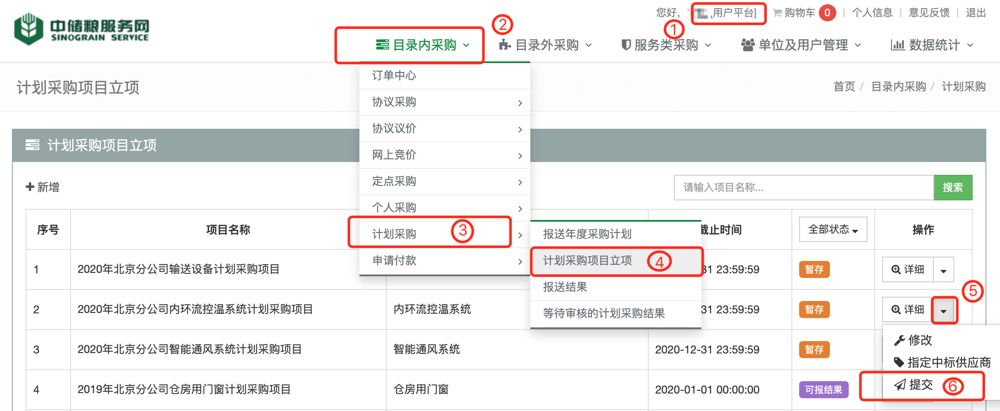 您好， [用户平台] 购物车 0 | 个人信息 | 意见反馈 | 退出
中储粮服务网
SINOGRAIN SERVICE
② ①
目录内采购 目录外采购 服务类采购 单位及用户管理 数据统计
计划采购项目立项
首页 / 目录内采购 / 计划采购
订单中心
协议采购
协议议价
网上竞价
定点采购
个人采购
计划采购 ③
申请付款
报送年度采购计划
计划采购项目立项 ④
报送结果
等待审核的计划采购结果
计划采购项目立项
新增
请输入项目名称... 搜索
序号 项目名称 截止时间 全部状态 操作
1 2020年北京分公司输送设备计划采购项目 31 23:59:59 暂存 详细
2 2020年北京分公司内环流控温系统计划采购项目 内环流控温系统 31 23:59:59 暂存 详细 ⑤
3 2020年北京分公司智能通风系统计划采购项目 智能通风系统 2020-12-31 23:59:59 暂存
4 2019年北京分公司仓房用门窗计划采购项目 仓房用门窗 2020-01-01 00:00:00 可报结果
修改
指定中标供应商
提交 ⑥